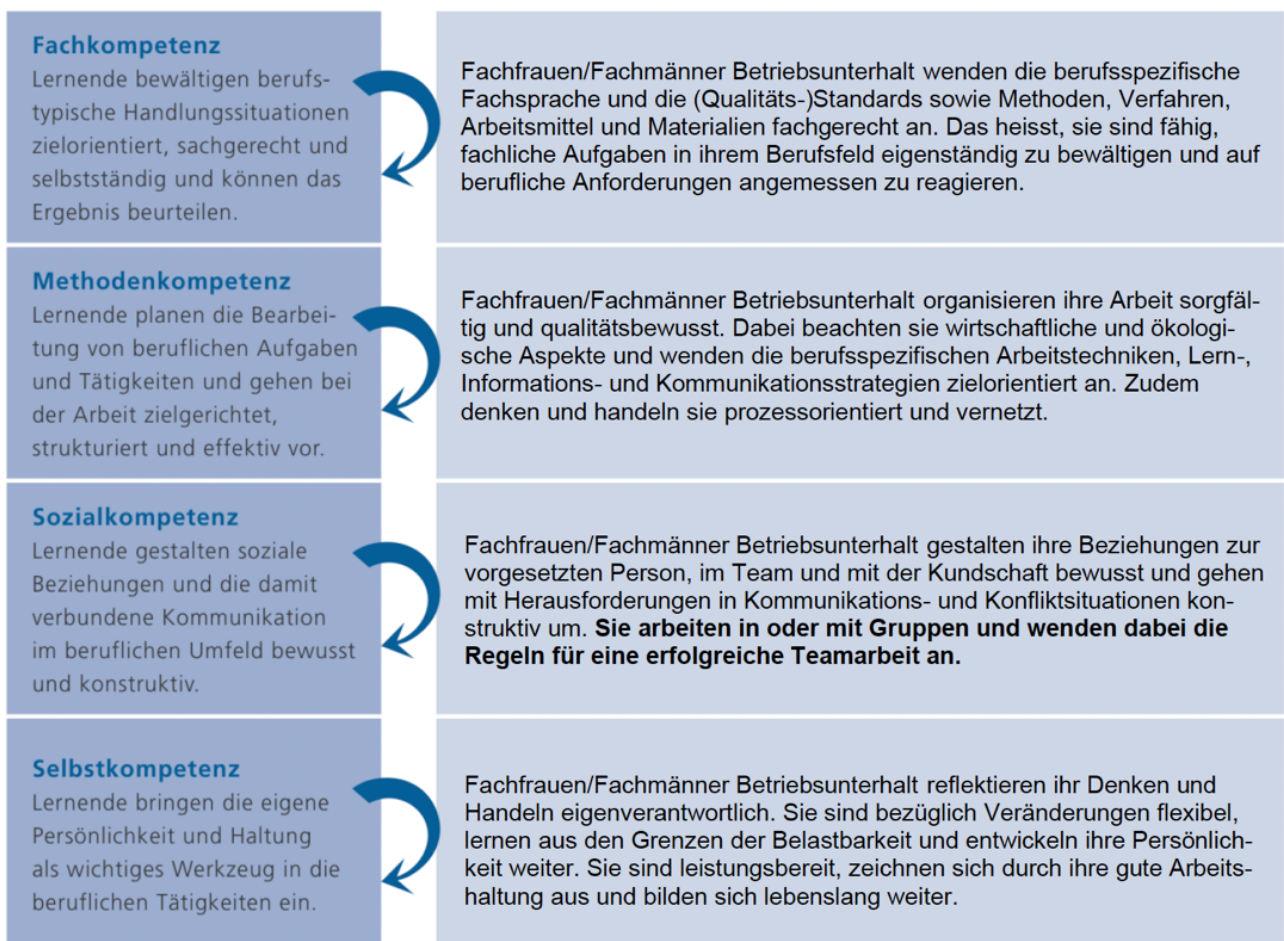 Fachkompetenz
Lernende bewältigen berufs-
typische Handlungssituationen
zielorientiert, sachgerecht und
selbstständig und können das
Ergebnis beurteilen.
Fachfrauen/Fachmänner Betriebsunterhalt wenden die berufsspezifische
Fachsprache und die (Qualitäts-)Standards sowie Methoden, Verfahren,
Arbeitsmittel und Materialien fachgerecht an. Das heisst, sie sind fähig,
fachliche Aufgaben in ihrem Berufsfeld eigenständig zu bewältigen und auf
berufliche Anforderungen angemessen zu reagieren.
Methodenkompetenz
Lernende planen die Bearbei-
tung von beruflichen Aufgaben
und Tätigkeiten und gehen bei
der Arbeit zielgerichtet,
strukturiert und effektiv vor.
Fachfrauen/Fachmänner Betriebsunterhalt organisieren ihre Arbeit sorgfäl-
tig und qualitätsbewusst. Dabei beachten sie wirtschaftliche und ökologi-
sche Aspekte und wenden die berufsspezifischen Arbeitstechniken, Lern-,
Informations- und Kommunikationsstrategien zielorientiert an. Zudem
denken und handeln sie prozessorientiert und vernetzt.
Sozialkompetenz
Lernende gestalten soziale
Beziehungen und die damit
verbundene Kommunikation
im beruflichen Umfeld bewusst
und konstruktiv.
Fachfrauen/Fachmänner Betriebsunterhalt gestalten ihre Beziehungen zur
vorgesetzten Person, im Team und mit der Kundschaft bewusst und gehen
mit Herausforderungen in Kommunikations- und Konfliktsituationen kon-
struktiv um. Sie arbeiten in oder mit Gruppen und wenden dabei die
Regeln für eine erfolgreiche Teamarbeit an.
Selbstkompetenz
Lernende bringen die eigene
Persönlichkeit und Haltung
als wichtiges Werkzeug in die
beruflichen Tätigkeiten ein.
Fachfrauen/Fachmänner Betriebsunterhalt reflektieren ihr Denken und
Handeln eigenverantwortlich. Sie sind bezüglich Veränderungen flexibel,
lernen aus den Grenzen der Belastbarkeit und entwickeln ihre Persönlich-
keit weiter. Sie sind leistungsbereit, zeichnen sich durch ihre gute Arbeits-
haltung aus und bilden sich lebenslang weiter.